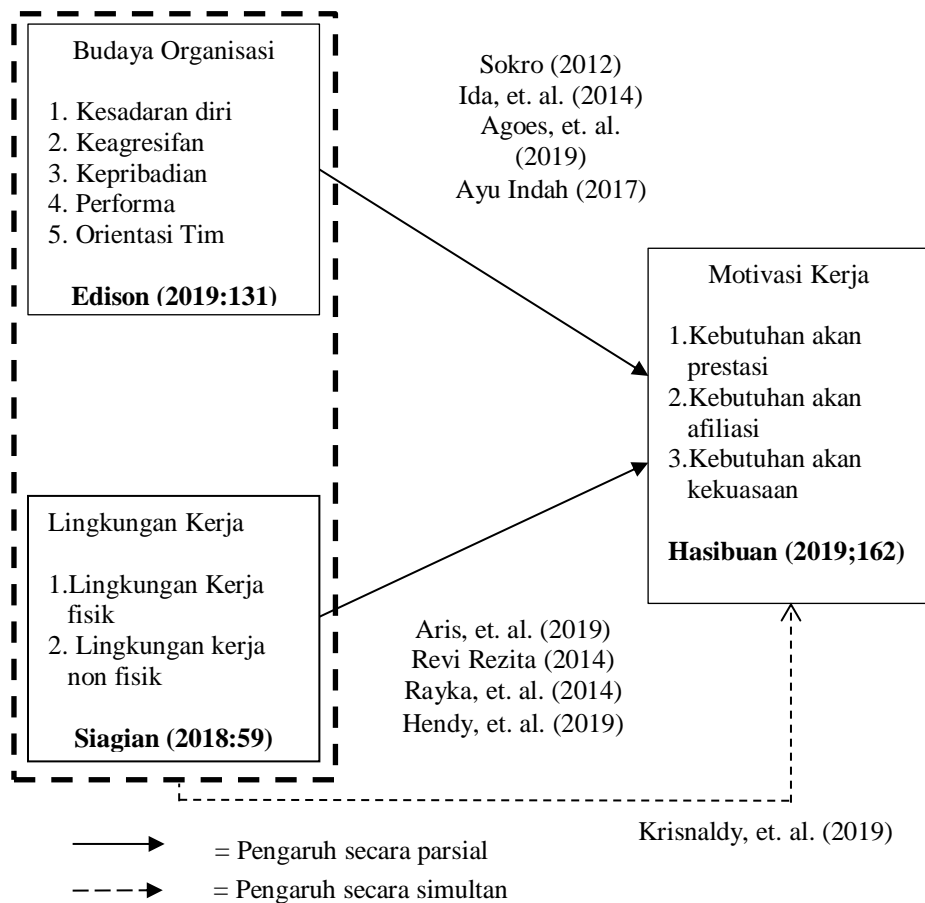 Budaya Organisasi
1. Kesadaran diri
2. Keagresifan
3. Kepribadian
4. Performa
5. Orientasi Tim
Edison (2019:131)
Sokro (2012)
Ida, et. al. (2014)
Agoes, et. al.
(2019)
Ayu Indah (2017)
Motivasi Kerja
1.Kebutuhan akan
prestasi
2.Kebutuhan akan
afiliasi
3.Kebutuhan akan
kekuasaan
Hasibuan (2019;162)
Lingkungan Kerja
1.Lingkungan Kerja
fisik
2. Lingkungan kerja
non fisik
Siagian (2018:59)
Aris, et. al. (2019)
Revi Rezita (2014)
Rayka, et. al. (2014)
Hendy, et. al. (2019)
Krisnaldy, et. al. (2019)
= Pengaruh secara parsial
= Pengaruh secara simultan